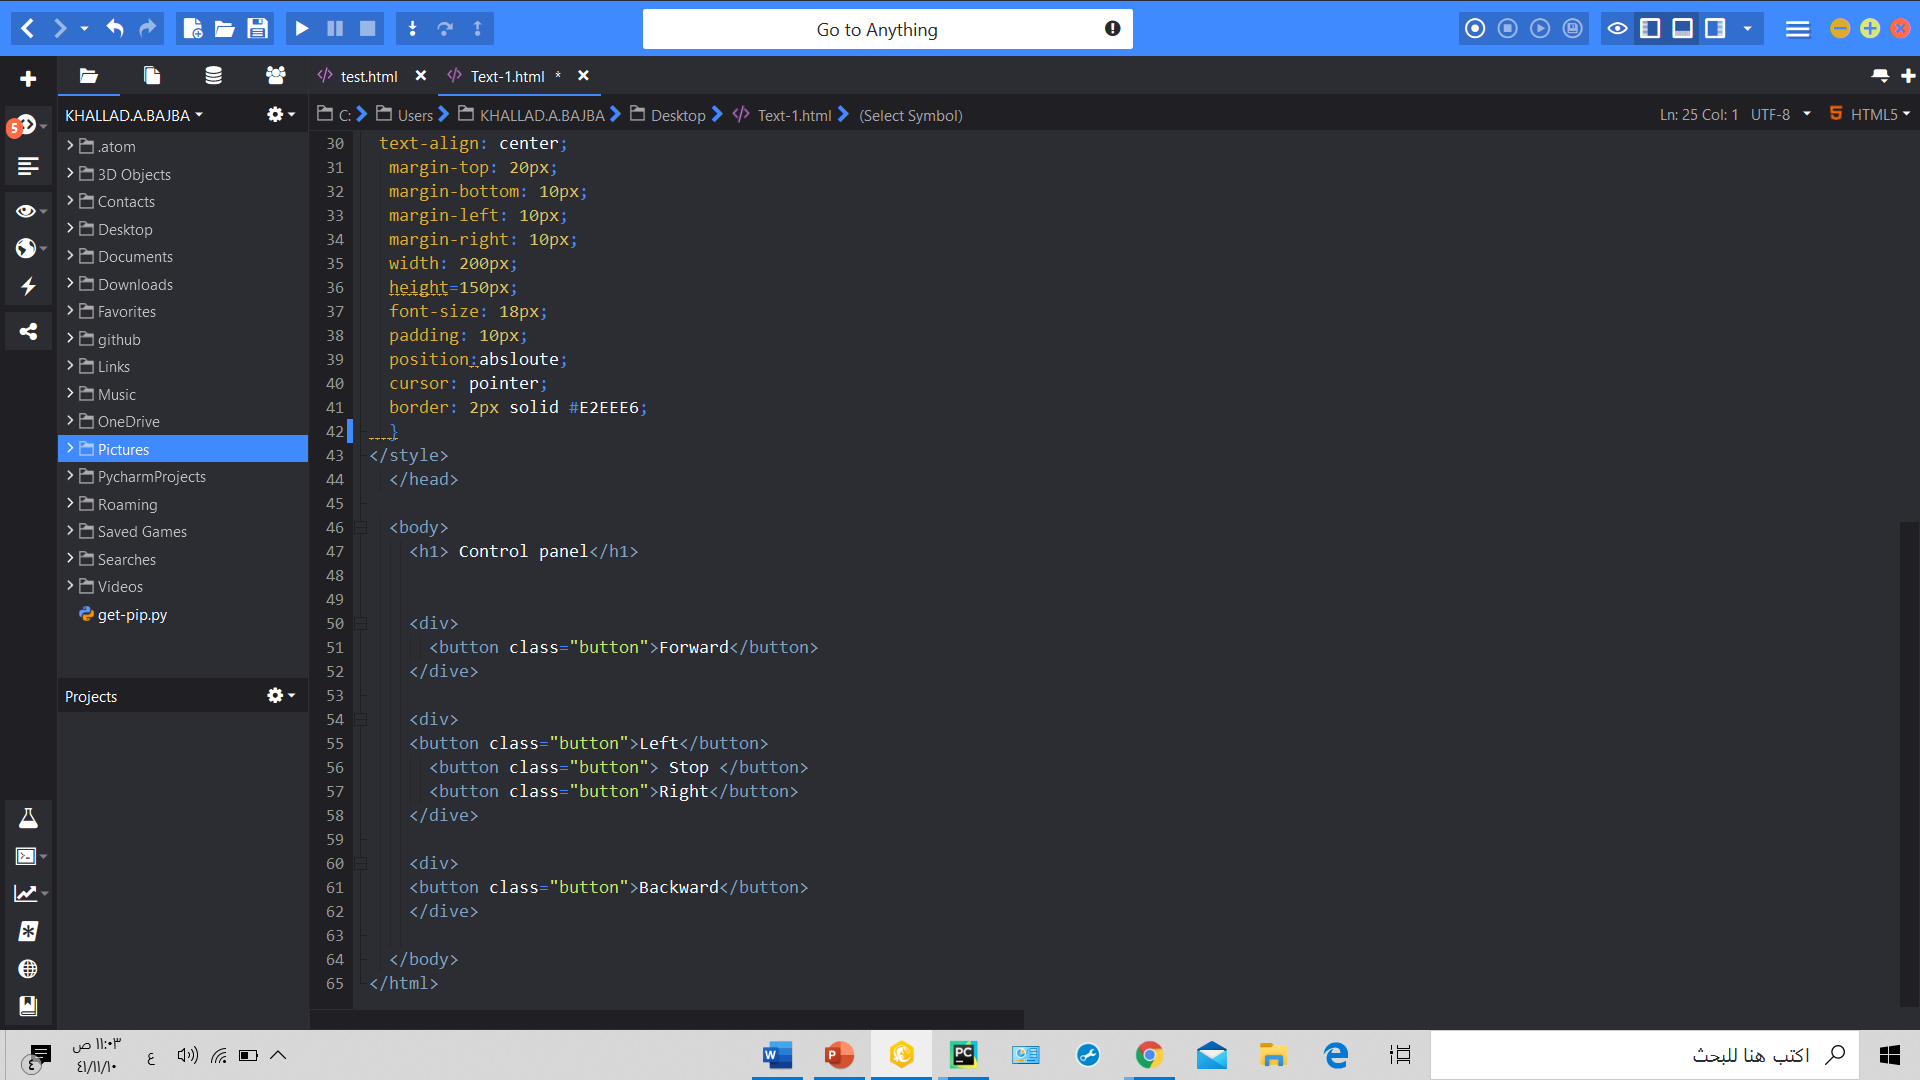 Go to Anything
test.html
Text-1.html *
KHALLAD.A.BAJBA
C:
Users
KHALLAD.A.BAJBA
Desktop
Text-1.html
(Select Symbol)
Ln: 25 Col: 1
UTF-8
HTML5
5
.atom
3D Objects
Contacts
Desktop
Documents
Downloads
Favorites
github
Links
Music
OneDrive
Pictures
PycharmProjects
Roaming
Saved Games
Searches
Videos
get-pip.py
Projects
30 text-align: center;
31 margin-top: 20px;
32 margin-bottom: 10px;
33 margin-left: 10px;
34 margin-right: 10px;
35 width: 200px;
36 height=150px;
37 font-size: 18px;
38 padding: 10px;
39 position:absloute;
40 cursor: pointer;
41 border: 2px solid #E2EEE6;
42 }
43 </style>
44 </head>
45
46 <body>
47 <h1> Control panel</h1>
48
49
50 <div>
51 <button class="button">Forward</button>
52 </dive>
53
54 <div>
55 <button class="button">Left</button>
56 <button class="button"> Stop </button>
57 <button class="button">Right</button>
58 </dive>
59
60 <div>
61 <button class="button">Backward</button>
62 </dive>
63
64 </body>
65 </html>
٤
١١:٠٣ ص
٤١/١١/١٠
ع
W
P
PC
اكتب هنا للبحث